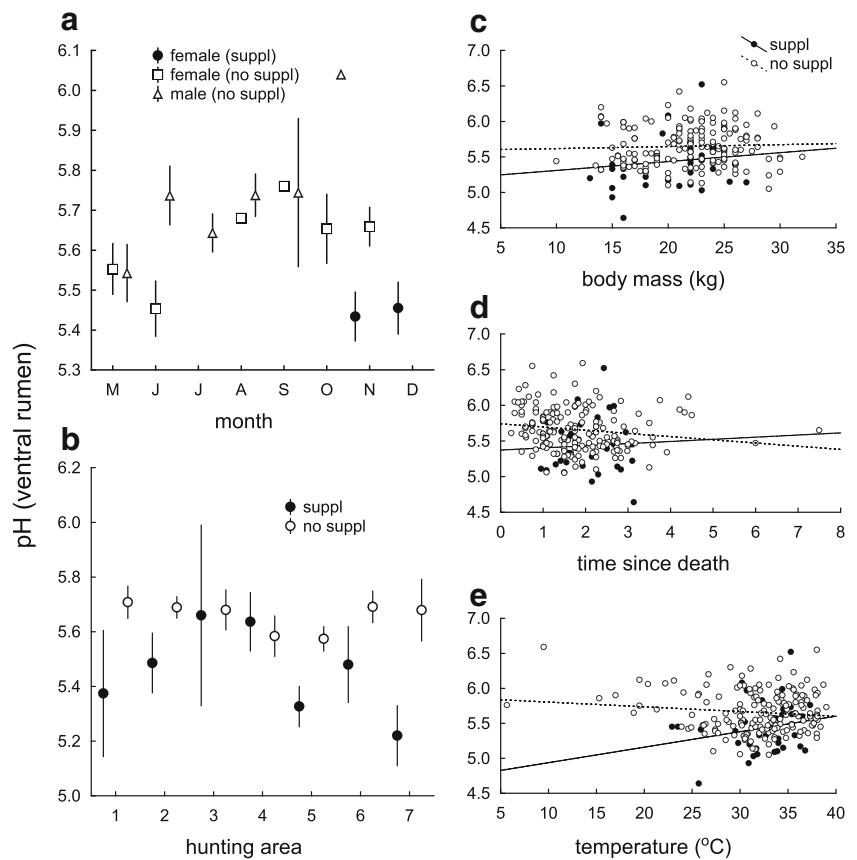 a
6.1
6.0
5.9
5.8
5.7
5.6
5.5
5.4
5.3
female (suppl)
female (no suppl)
male (no suppl)
M J J A S O N D
month
b
6.2
6.0
5.8
5.6
5.4
5.2
5.0
suppl
no suppl
1 2 3 4 5 6 7
hunting area
pH (ventral rumen)
c
7.0
6.5
6.0
5.5
5.0
4.5
suppl
no suppl
5 10 15 20 25 30 35
body mass (kg)
d
7.0
6.5
6.0
5.5
5.0
4.5
0 1 2 3 4 5 6 7 8
time since death
e
7.0
6.5
6.0
5.5
5.0
4.5
5 10 15 20 25 30 35 40
temperature (ºC)